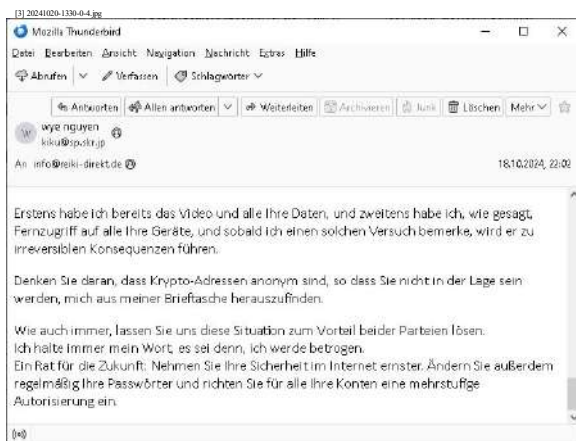 [3] 20241020-1330-0-4.jpg
Mozilla Thunderbird
Datei Bearbeiten Ansicht Navigation Nachricht Extras Hilfe
Abrufen Verfassen Schlagwörter
Antworten Allen antworten Weiterleiten Archivieren Junk Löschen Mehr
W wye nguyen
kiku@sp.skr.jp
An info@reiki-direkt.de 18.10.2024, 22:02
Erstens habe ich bereits das Video und alle Ihre Daten, und zweitens habe ich, wie gesagt,
Fernzugriff auf alle Ihre Geräte, und sobald ich einen solchen Versuch bemerke, wird er zu
irreversiblen Konsequenzen führen.
Denken Sie daran, dass Krypto-Adressen anonym sind, so dass Sie nicht in der Lage sein
werden, mich aus meiner Brieftasche herauszufinden.
Wie auch immer, lassen Sie uns diese Situation zum Vorteil beider Parteien lösen.
Ich halte immer mein Wort, es sei denn, ich werde betrogen.
Ein Rat für die Zukunft: Nehmen Sie Ihre Sicherheit im Internet ernster. Ändern Sie außerdem
regelmäßig Ihre Passwörter und richten Sie für alle Ihre Konten eine mehrstufige
Autorisierung ein.